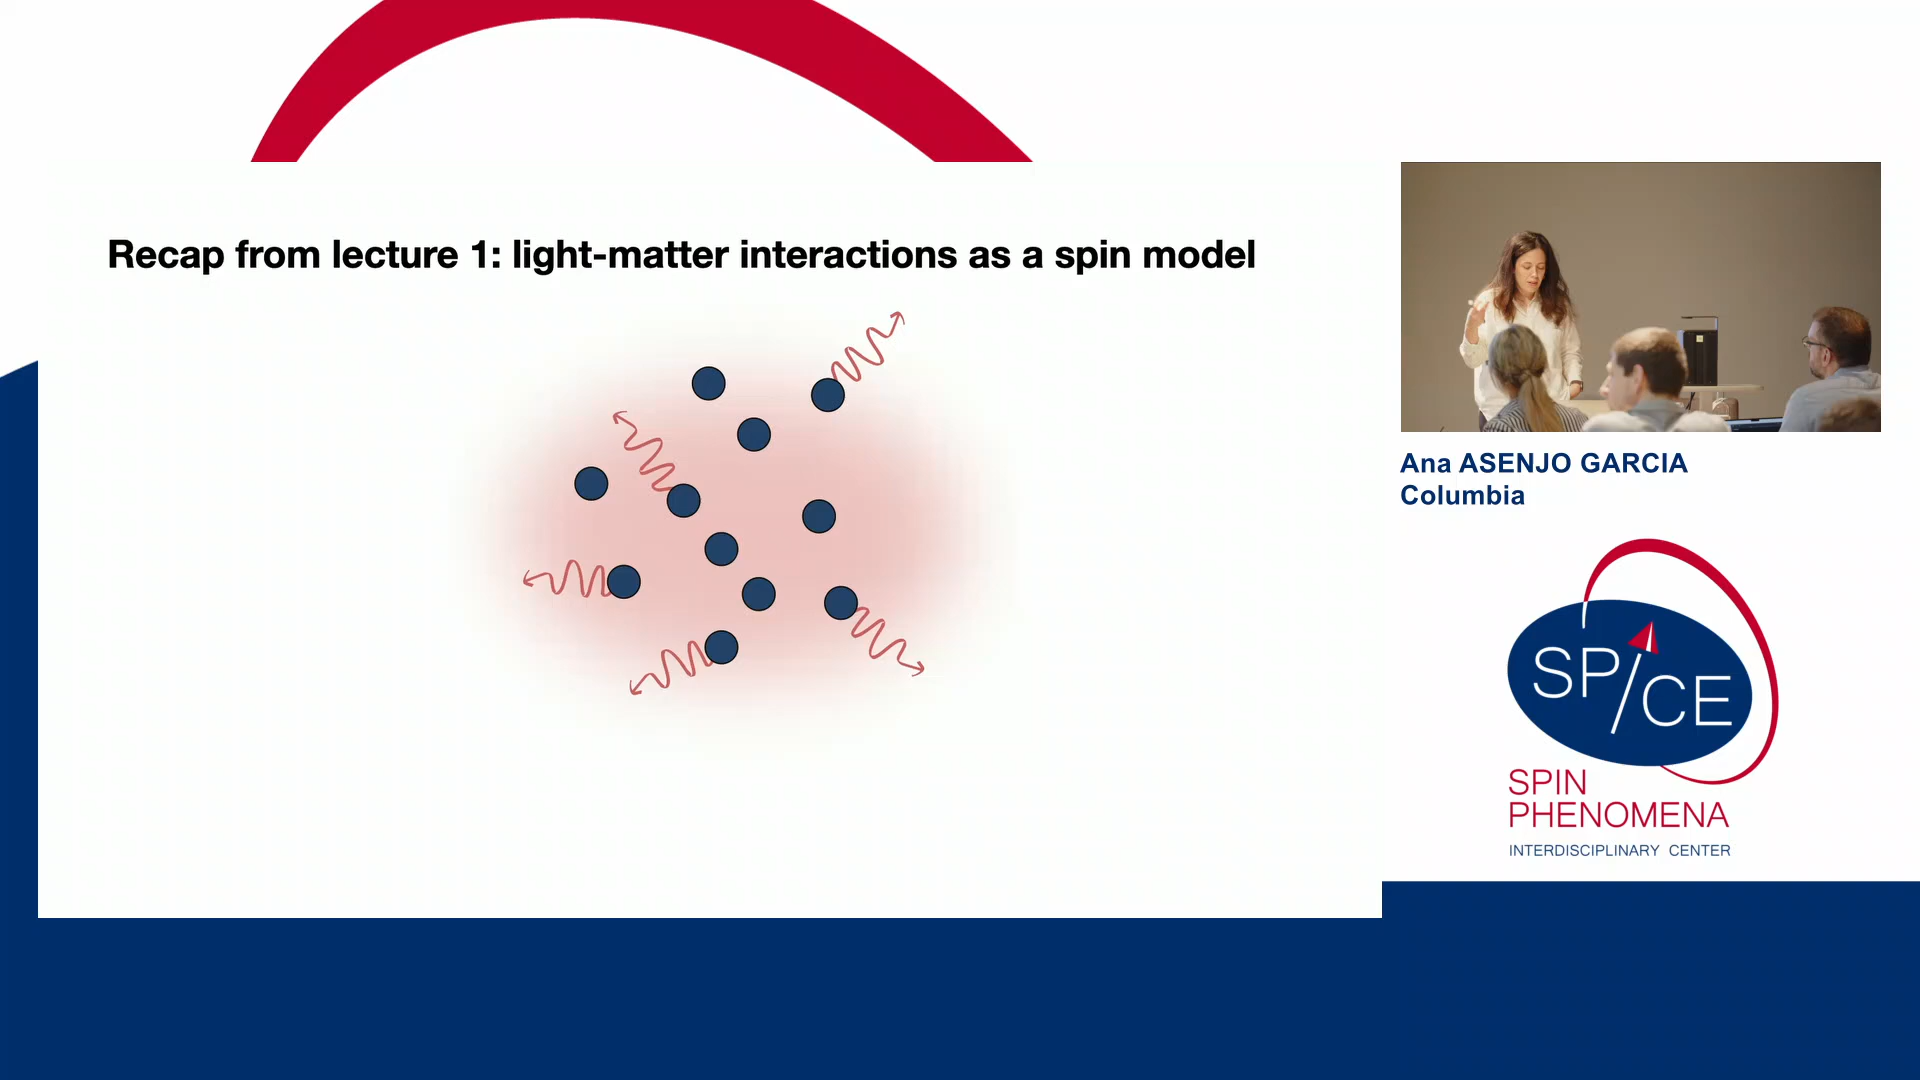 Recap from lecture 1: light-matter interactions as a spin model
Ana ASENJO GARCIA
Columbia
SP/CE
SPIN
PHENOMENA
INTERDISCIPLINARY CENTER